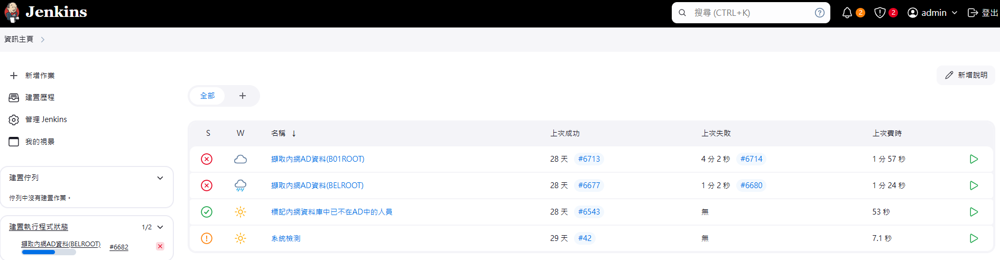 Jenkins
搜尋 (CTRL+K)
2
2
admin
登出
資訊主頁
新增作業
建置歷程
管理 Jenkins
我的視景
建置佇列
佇列中沒有建置作業。
建置執行程式狀態 1/2
擷取內網AD資料(BELROOT) #6682
新增說明
全部
S W 名稱 ↓ 上次成功 上次失敗 上次費時
擷取內網AD資料(B01ROOT) 28 天 #6713 4 分 2 秒 #6714 1 分 57 秒
擷取內網AD資料(BELROOT) 28 天 #6677 1 分 2 秒 #6680 1 分 24 秒
標記內網資料庫中已不在AD中的人員 28 天 #6543 無 53 秒
系統檢測 29 天 #42 無 7.1 秒